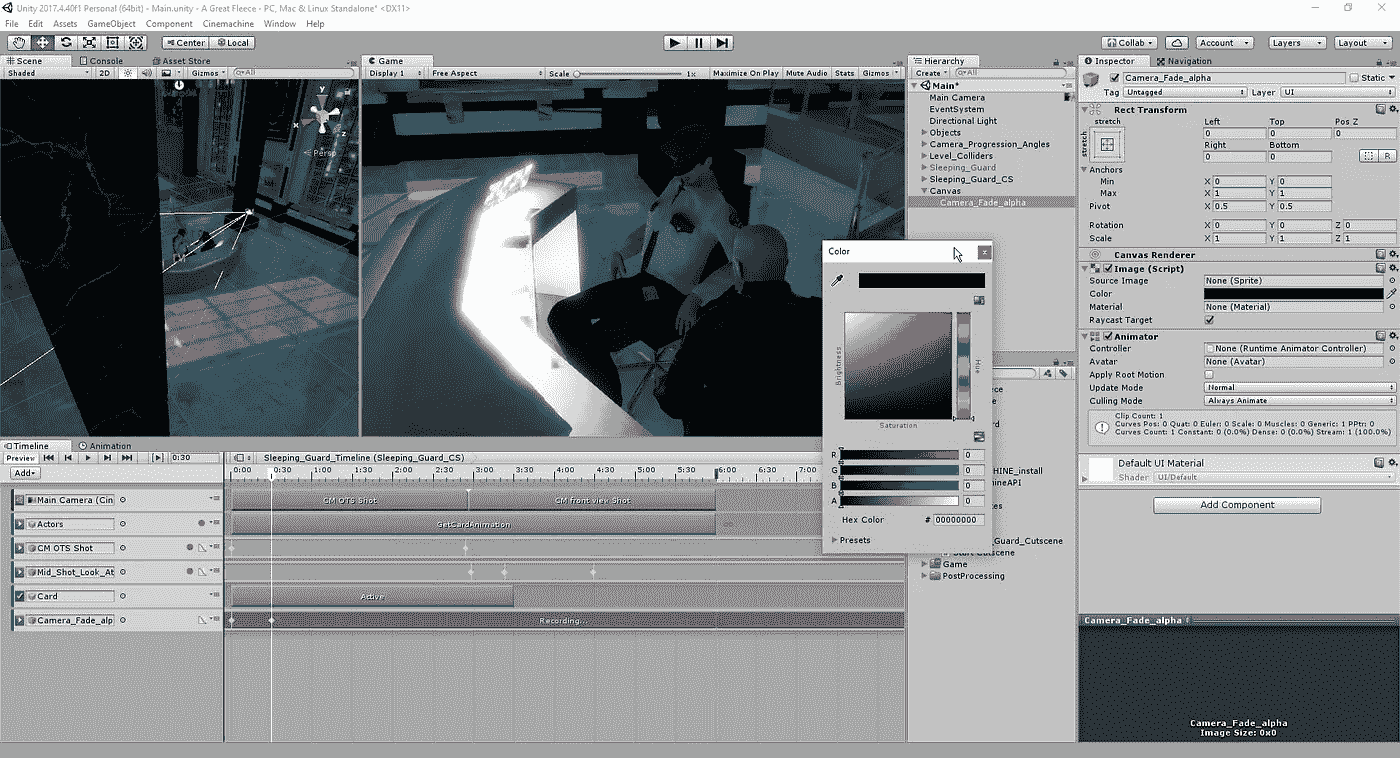 Unity 2017.4.40f1 Personal (64bit) - Main.unity - A Great Fleece - PC, Mac & Linux Standalone* <DX11>
File Edit Assets GameObject Component Cinemachine Window Help
Center Local Collab Account Layers Layout
Scene Console Asset Store
Shaded 2D Gizmos All
Persp
Game
Display 1 Free Aspect Scale 1x Maximize On Play Mute Audio Stats Gizmos
Hierarchy
Create All
Main*
Main Camera
EventSystem
Directional Light
Objects
Camera_Progression_Angles
Level_Colliders
Sleeping_Guard
Sleeping_Guard_CS
Canvas
Camera_Fade_alpha
Color
Brightness
Hue
Saturation
R 0
G 0
B 0
A 0
Hex Color # 00000000
Presets
HINE_install
_Guard_Cutscene
Start Cutscene
Game
PostProcessing
Inspector Navigation
Camera_Fade_alpha Static
Tag Untagged Layer UI
Rect Transform
stretch Left Top Pos Z
stretch 0 0 0
Right Bottom
0 0 R
Anchors
Min X 0 Y 0
Max X 1 Y 1
Pivot X 0.5 Y 0.5
Rotation X 0 Y 0 Z 0
Scale X 1 Y 1 Z 1
Canvas Renderer
Image (Script)
Source Image None (Sprite)
Color
Material None (Material)
Raycast Target
Animator
Controller None (Runtime Animator Controller)
Avatar None (Avatar)
Apply Root Motion
Update Mode Normal
Culling Mode Always Animate
Clip Count: 1
Curves Pos: 0 Quat: 0 Euler: 0 Scale: 0 Muscles: 0 Generic: 1 PPtr: 0
Curves Count: 1 Constant: 0 (0.0%) Dense: 0 (0.0%) Stream: 1 (100.0%)
Default UI Material
Shader UI/Default
Add Component
Camera_Fade_alpha
Camera_Fade_alpha
Image Size: 0x0
Timeline Animation
Preview 0:30 Sleeping_Guard_Timeline (Sleeping_Guard_CS)
Add
0:00 0:30 1:00 1:30 2:00 2:30 3:00 3:30 4:00 4:30 5:00 5:30 6:00 6:30 7:00
Main Camera (Cin CM OTS Shot CM front view Shot
Actors GetCardAnimation
CM OTS Shot
Mid_Shot_Look_At
Card Active
Camera_Fade_alp Recording...